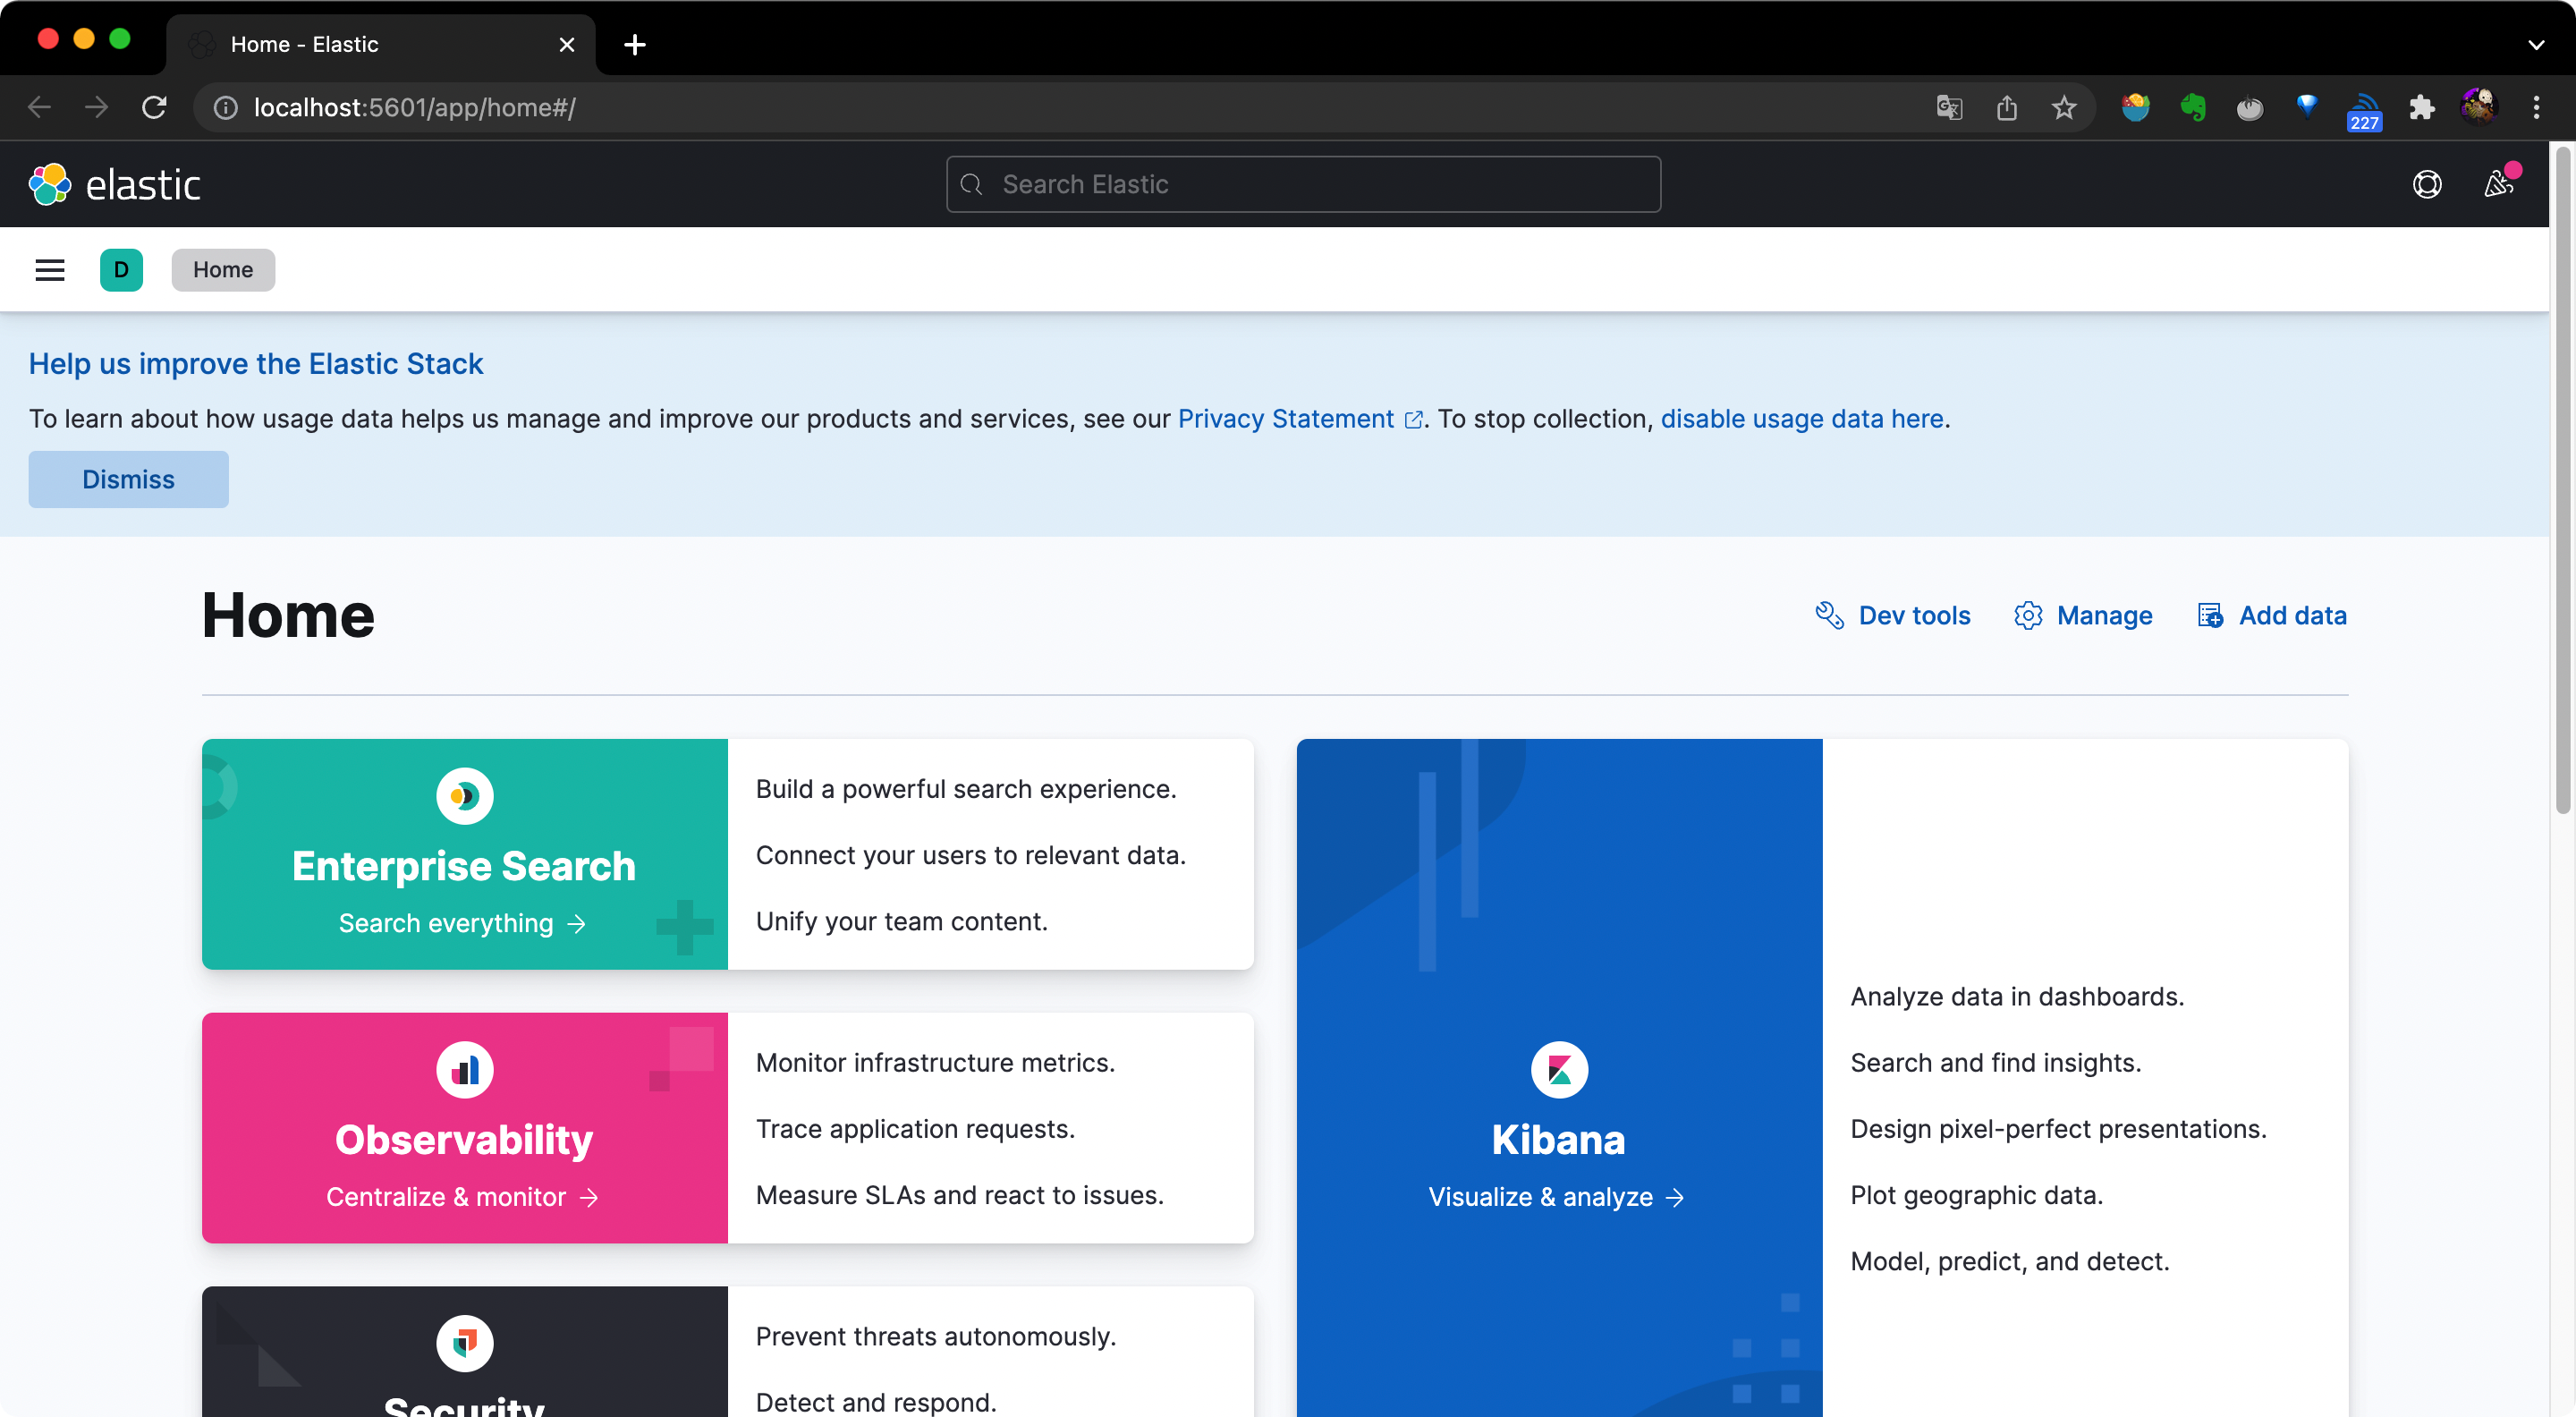 Home - Elastic
localhost:5601/app/home#/
227
elastic
Search Elastic
D
Home
Help us improve the Elastic Stack
To learn about how usage data helps us manage and improve our products and services, see our Privacy Statement . To stop collection, disable usage data here.
Dismiss
Home
Dev tools
Manage
Add data
Enterprise Search
Search everything
Build a powerful search experience.
Connect your users to relevant data.
Unify your team content.
Observability
Centralize & monitor
Monitor infrastructure metrics.
Trace application requests.
Measure SLAs and react to issues.
Security
Prevent threats autonomously.
Detect and respond.
Kibana
Visualize & analyze
Analyze data in dashboards.
Search and find insights.
Design pixel-perfect presentations.
Plot geographic data.
Model, predict, and detect.